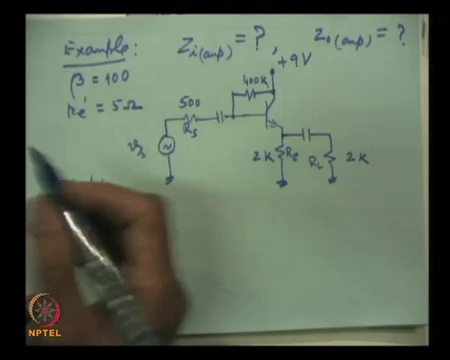 Example: Zi(amp) = ?, Zo(amp) = ?
β = 100
re' = 5Ω
+9V
400K
500
Rs
vs
2K RE
RL 2K
NPTEL